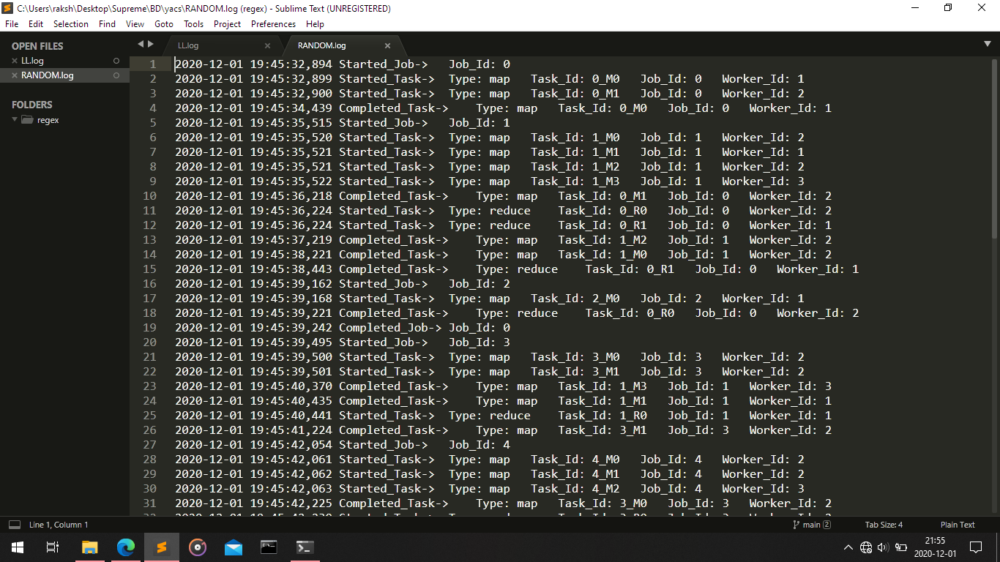 C:\Users\raksh\Desktop\Supreme\BD\yacs\RANDOM.log (regex) - Sublime Text (UNREGISTERED)
File Edit Selection Find View Goto Tools Project Preferences Help
OPEN FILES
LL.log
RANDOM.log
FOLDERS
regex
LL.log RANDOM.log
1 2020-12-01 19:45:32,894 Started_Job-> Job_Id: 0
2 2020-12-01 19:45:32,899 Started_Task-> Type: map Task_Id: 0_M0 Job_Id: 0 Worker_Id: 1
3 2020-12-01 19:45:32,900 Started_Task-> Type: map Task_Id: 0_M1 Job_Id: 0 Worker_Id: 2
4 2020-12-01 19:45:34,439 Completed_Task-> Type: map Task_Id: 0_M0 Job_Id: 0 Worker_Id: 1
5 2020-12-01 19:45:35,515 Started_Job-> Job_Id: 1
6 2020-12-01 19:45:35,520 Started_Task-> Type: map Task_Id: 1_M0 Job_Id: 1 Worker_Id: 2
7 2020-12-01 19:45:35,521 Started_Task-> Type: map Task_Id: 1_M1 Job_Id: 1 Worker_Id: 1
8 2020-12-01 19:45:35,521 Started_Task-> Type: map Task_Id: 1_M2 Job_Id: 1 Worker_Id: 2
9 2020-12-01 19:45:35,522 Started_Task-> Type: map Task_Id: 1_M3 Job_Id: 1 Worker_Id: 3
10 2020-12-01 19:45:36,218 Completed_Task-> Type: map Task_Id: 0_M1 Job_Id: 0 Worker_Id: 2
11 2020-12-01 19:45:36,224 Started_Task-> Type: reduce Task_Id: 0_R0 Job_Id: 0 Worker_Id: 2
12 2020-12-01 19:45:36,224 Started_Task-> Type: reduce Task_Id: 0_R1 Job_Id: 0 Worker_Id: 1
13 2020-12-01 19:45:37,219 Completed_Task-> Type: map Task_Id: 1_M2 Job_Id: 1 Worker_Id: 2
14 2020-12-01 19:45:38,221 Completed_Task-> Type: map Task_Id: 1_M0 Job_Id: 1 Worker_Id: 2
15 2020-12-01 19:45:38,443 Completed_Task-> Type: reduce Task_Id: 0_R1 Job_Id: 0 Worker_Id: 1
16 2020-12-01 19:45:39,162 Started_Job-> Job_Id: 2
17 2020-12-01 19:45:39,168 Started_Task-> Type: map Task_Id: 2_M0 Job_Id: 2 Worker_Id: 1
18 2020-12-01 19:45:39,221 Completed_Task-> Type: reduce Task_Id: 0_R0 Job_Id: 0 Worker_Id: 2
19 2020-12-01 19:45:39,242 Completed_Job-> Job_Id: 0
20 2020-12-01 19:45:39,495 Started_Job-> Job_Id: 3
21 2020-12-01 19:45:39,500 Started_Task-> Type: map Task_Id: 3_M0 Job_Id: 3 Worker_Id: 2
22 2020-12-01 19:45:39,501 Started_Task-> Type: map Task_Id: 3_M1 Job_Id: 3 Worker_Id: 2
23 2020-12-01 19:45:40,370 Completed_Task-> Type: map Task_Id: 1_M3 Job_Id: 1 Worker_Id: 3
24 2020-12-01 19:45:40,435 Completed_Task-> Type: map Task_Id: 1_M1 Job_Id: 1 Worker_Id: 1
25 2020-12-01 19:45:40,441 Started_Task-> Type: reduce Task_Id: 1_R0 Job_Id: 1 Worker_Id: 1
26 2020-12-01 19:45:41,224 Completed_Task-> Type: map Task_Id: 3_M1 Job_Id: 3 Worker_Id: 2
27 2020-12-01 19:45:42,054 Started_Job-> Job_Id: 4
28 2020-12-01 19:45:42,061 Started_Task-> Type: map Task_Id: 4_M0 Job_Id: 4 Worker_Id: 2
29 2020-12-01 19:45:42,062 Started_Task-> Type: map Task_Id: 4_M1 Job_Id: 4 Worker_Id: 2
30 2020-12-01 19:45:42,063 Started_Task-> Type: map Task_Id: 4_M2 Job_Id: 4 Worker_Id: 3
31 2020-12-01 19:45:42,225 Completed_Task-> Type: map Task_Id: 3_M0 Job_Id: 3 Worker_Id: 2
Line 1, Column 1 main 2 Tab Size: 4 Plain Text
21:55
2020-12-01